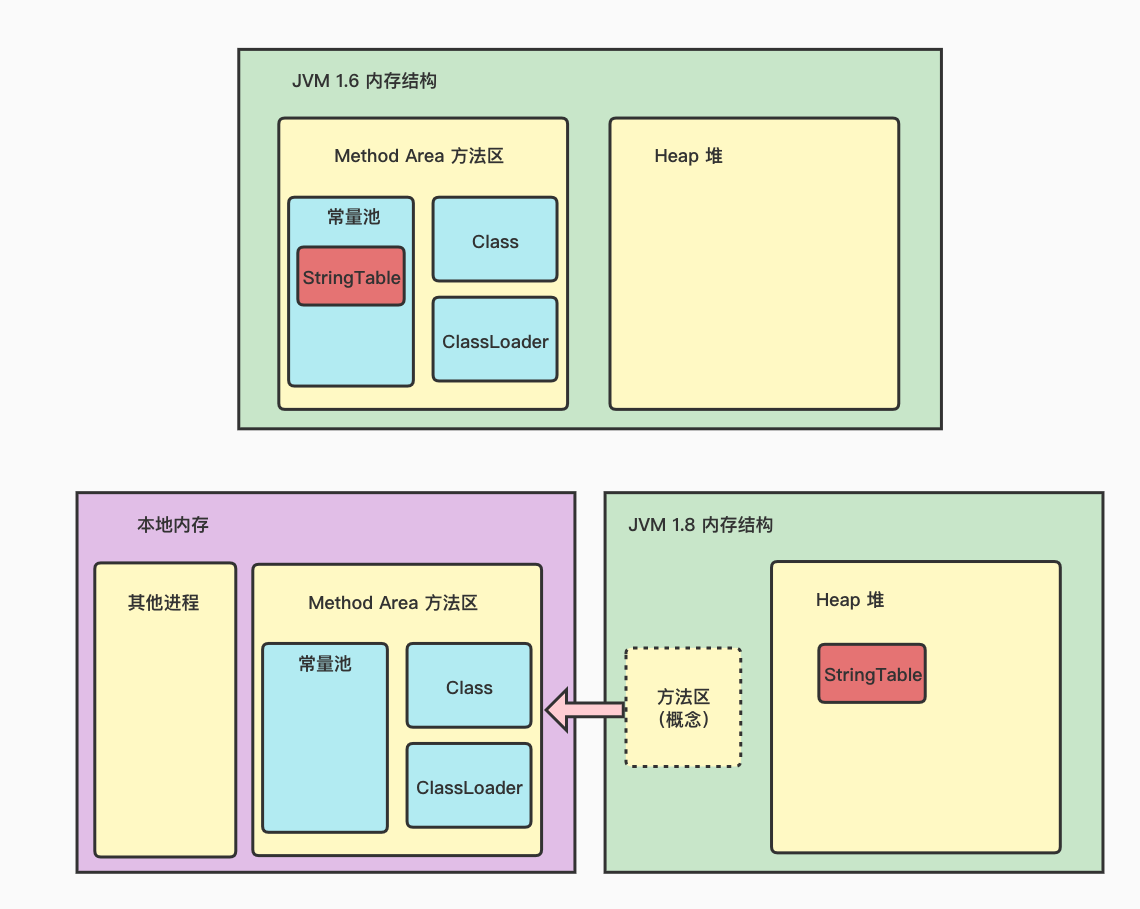 JVM 1.6 内存结构
Method Area 方法区
Heap 堆
常量池
Class
StringTable
ClassLoader
本地内存
JVM 1.8 内存结构
其他进程
Method Area 方法区
Heap 堆
常量池
Class
StringTable
方法区
（概念）
ClassLoader